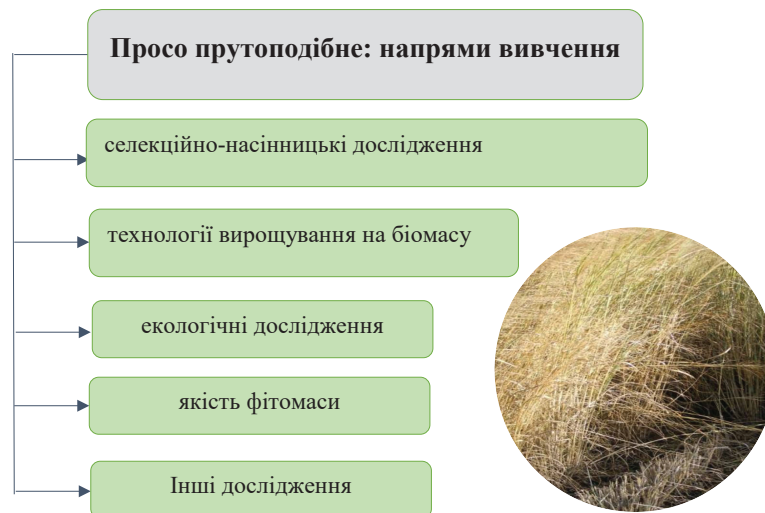 Просо прутоподібне: напрями вивчення
селекційно-насінницькі дослідження
технології вирощування на біомасу
екологічні дослідження
якість фітомаси
Інші дослідження